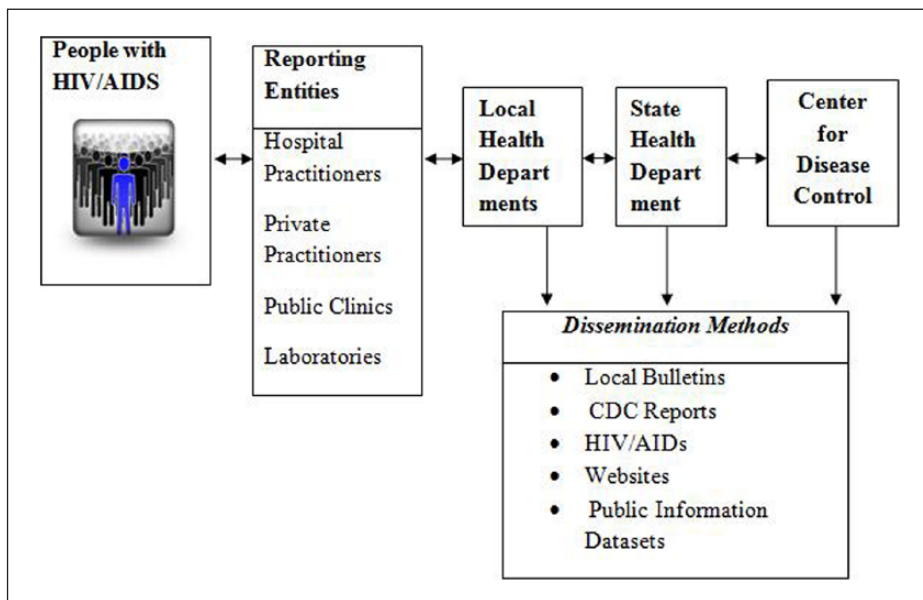 People with
HIV/AIDS
Reporting
Entities
Hospital
Practitioners
Private
Practitioners
Public Clinics
Laboratories
Local
Health
Depart
ments
State
Health
Depart
ment
Center
for
Disease
Control
Dissemination Methods
• Local Bulletins
• CDC Reports
• HIV/AIDs
• Websites
• Public Information
Datasets